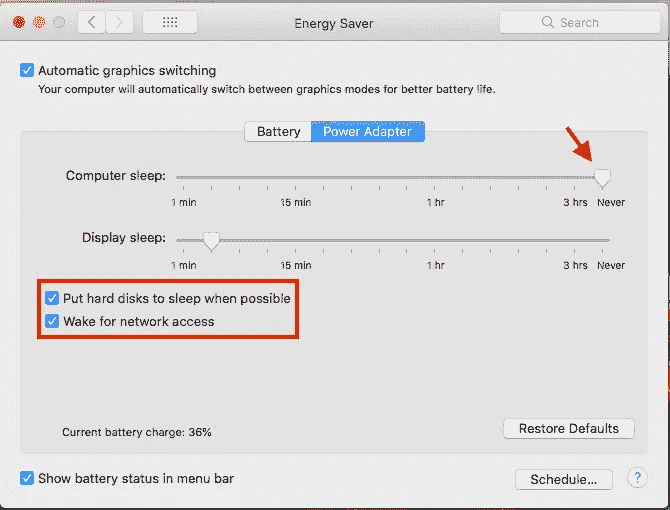 Energy Saver
Search
Automatic graphics switching
Your computer will automatically switch between graphics modes for better battery life.
Battery Power Adapter
Computer sleep:
1 min 15 min 1 hr 3 hrs Never
Display sleep:
1 min 15 min 1 hr 3 hrs Never
Put hard disks to sleep when possible
Wake for network access
Current battery charge: 36%
Restore Defaults
Show battery status in menu bar
Schedule...
?